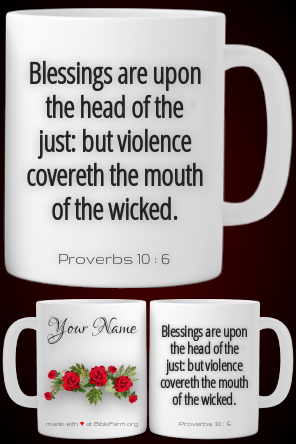 Blessings are upon
the head of the
just: but violence
covereth the mouth
of the wicked.
Proverbs 10 : 6
Your Name
made with ♥ at BibleFarm.org
Blessings are upon
the head of the
just: but violence
covereth the mouth
of the wicked.
Proverbs 10 : 6